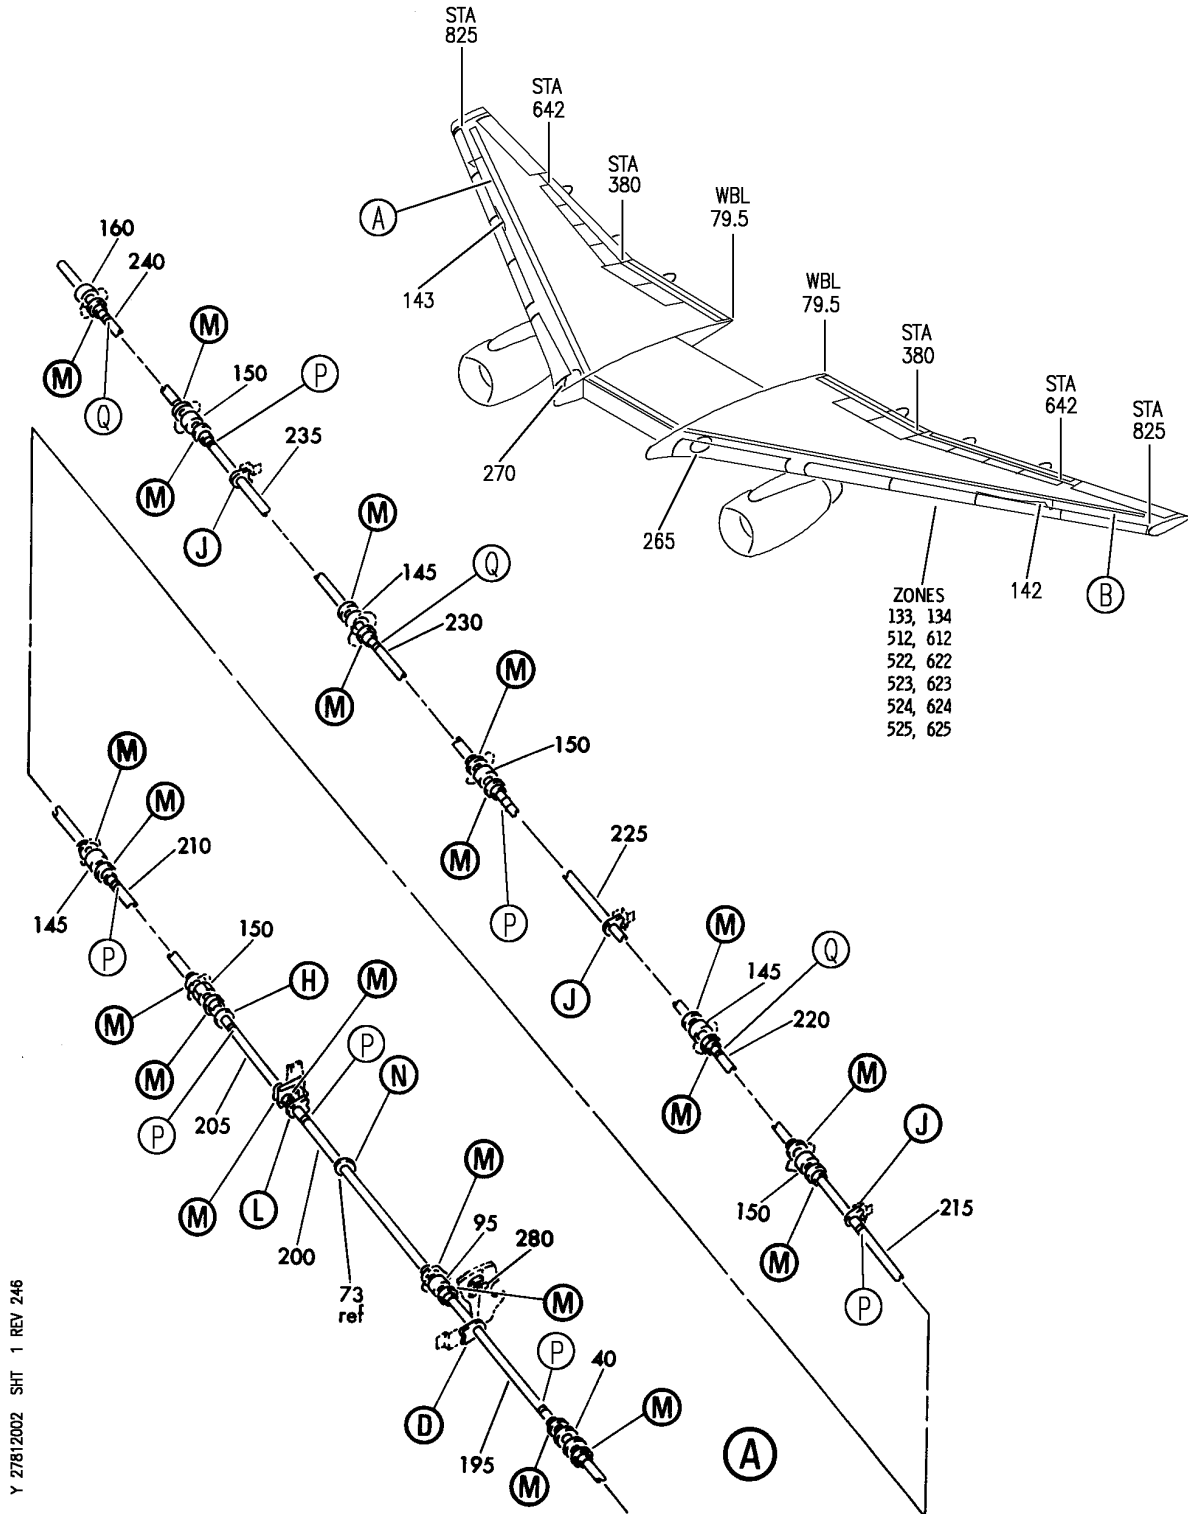 STA
825
STA
642
STA
380
WBL
79.5
A
143
160
240
M
M
Q
150
P
WBL
79.5
STA
380
STA
642
STA
825
235
M
J
270
265
M
145
Q
230
M
ZONES
133, 134
512, 612
522, 622
523, 623
524, 624
525, 625
142
B
M
150
M
P
M
M
210
145
P
225
J
M
145
Q
220
M
150
H
M
M
M
P
205
P
N
M
L
200
73
ref
M
95
280
M
M
J
150
M
215
P
D
P
40
M
195
M
A
Y 27812002 SHT 1 REV 246